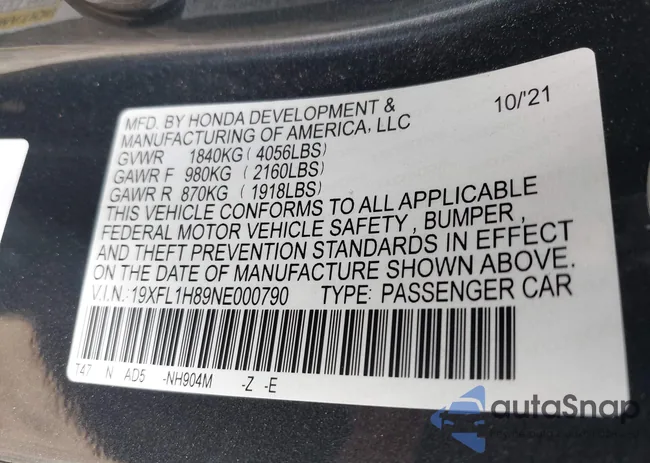 MFD. BY HONDA DEVELOPMENT & 10/'21
MANUFACTURING OF AMERICA, LLC
GVWR 1840KG (4056LBS)
GAWR F 980KG (2160LBS)
GAWR R 870KG (1918LBS)
THIS VEHICLE CONFORMS TO ALL APPLICABLE
FEDERAL MOTOR VEHICLE SAFETY, BUMPER,
AND THEFT PREVENTION STANDARDS IN EFFECT
ON THE DATE OF MANUFACTURE SHOWN ABOVE.
V.I.N.: 19XFL1H89NE000790 TYPE: PASSENGER CAR
T47 N AD5 -NH904M -Z -E
autoSnap